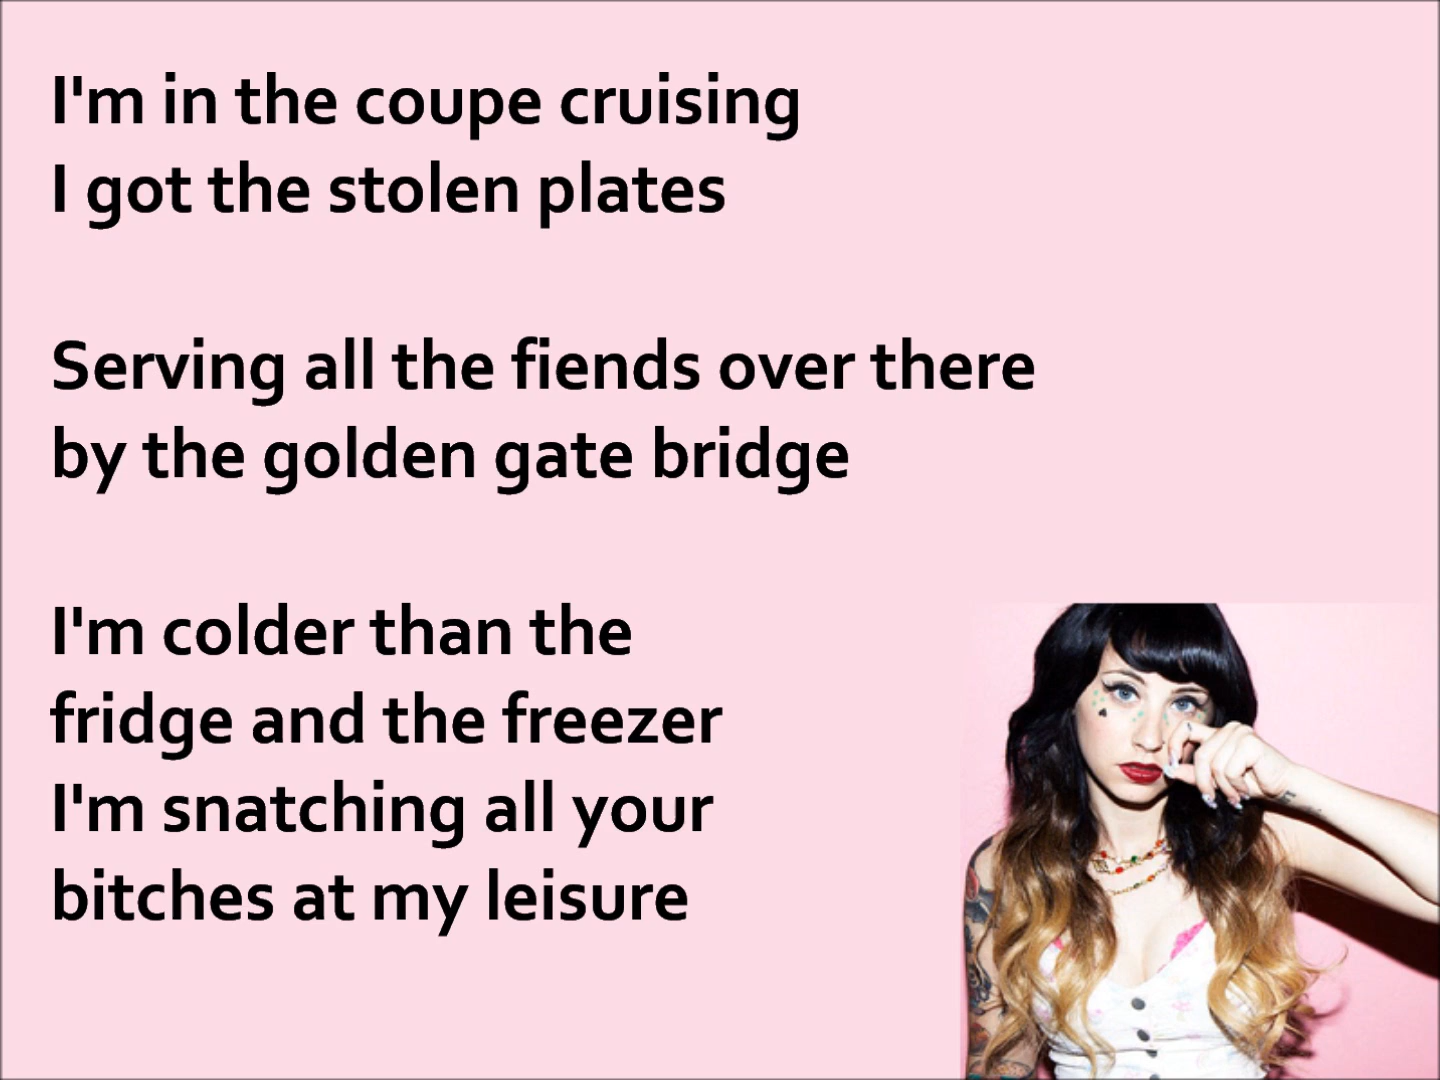 I'm in the coupe cruising
I got the stolen plates
Serving all the fiends over there
by the golden gate bridge
I'm colder than the
fridge and the freezer
I'm snatching all your
bitches at my leisure